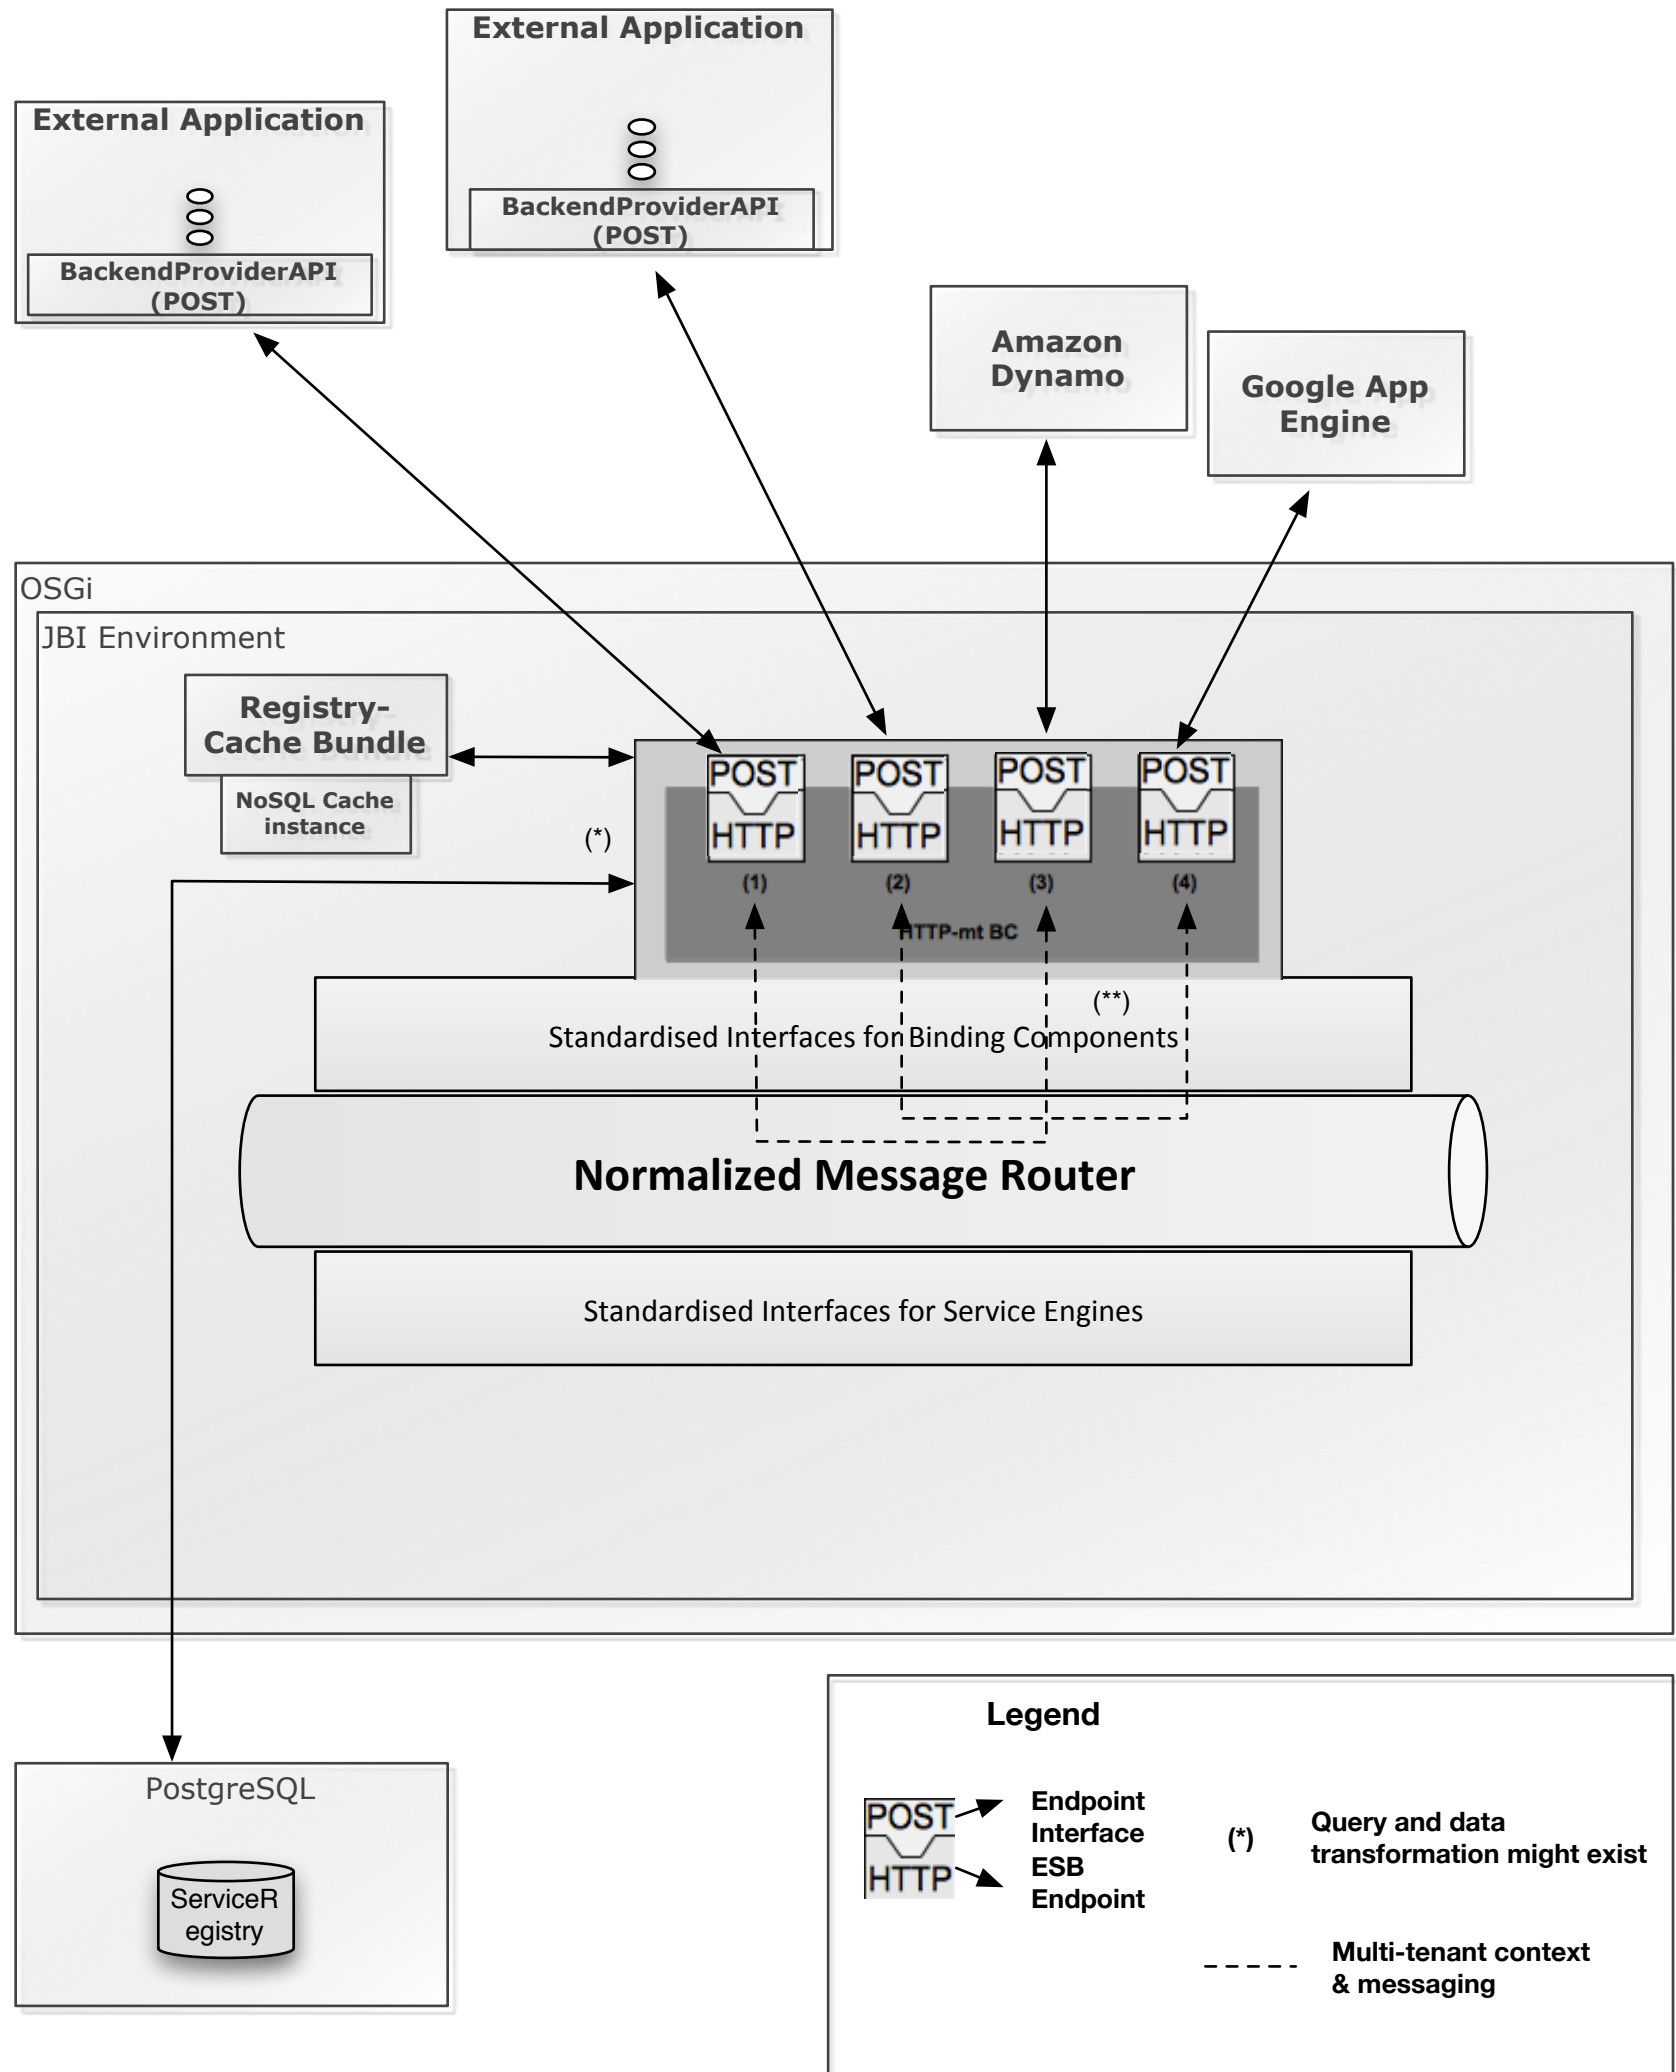 External Application
BackendProviderAPI
(POST)
External Application
BackendProviderAPI
(POST)
Amazon
Dynamo
Google App
Engine
OSGi
JBI Environment
Registry-
Cache Bundle
NoSQL Cache
instance
(*)
POST
HTTP
(1)
POST
HTTP
(2)
POST
HTTP
(3)
POST
HTTP
(4)
HTTP-mt BC
(**)
Standardised Interfaces for Binding Components
Normalized Message Router
Standardised Interfaces for Service Engines
PostgreSQL
ServiceR
egistry
Legend
POST
HTTP
Endpoint
Interface
ESB
Endpoint
(*)
Query and data
transformation might exist
Multi-tenant context
& messaging